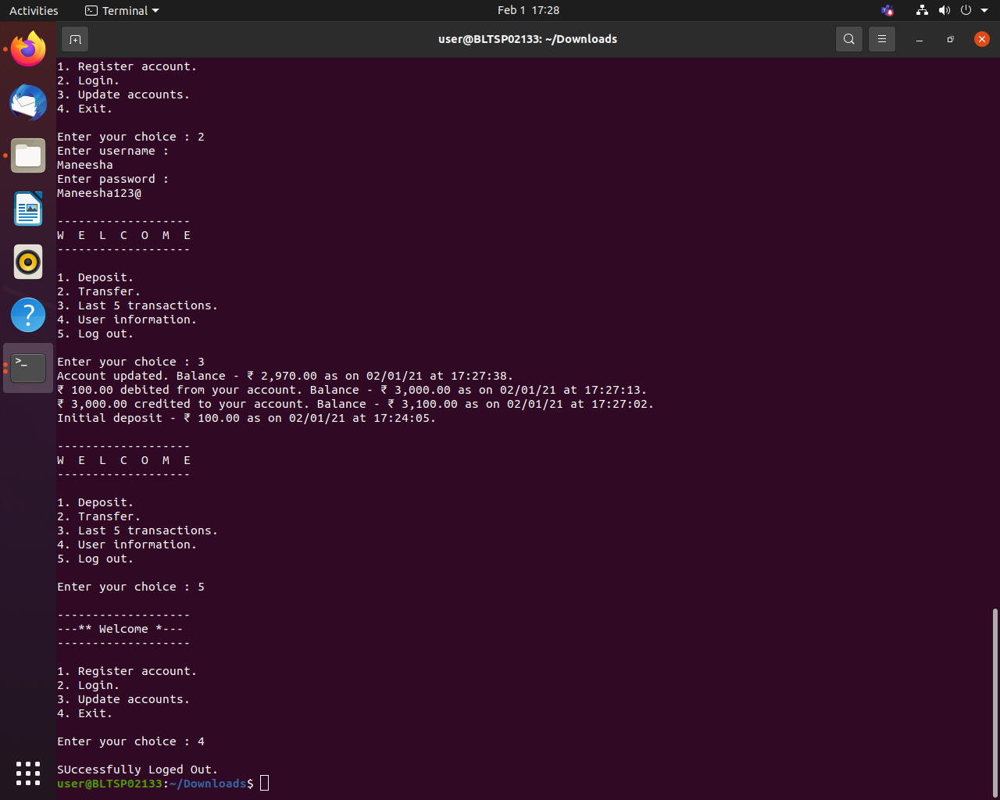 Activities Terminal Feb 1 17:28
user@BLTSP02133: ~/Downloads
1. Register account.
2. Login.
3. Update accounts.
4. Exit.
Enter your choice : 2
Enter username :
Maneesha
Enter password :
Maneesha123@
-------------------
W E L C O M E
-------------------
1. Deposit.
2. Transfer.
3. Last 5 transactions.
4. User information.
5. Log out.
Enter your choice : 3
Account updated. Balance - ₹ 2,970.00 as on 02/01/21 at 17:27:38.
₹ 100.00 debited from your account. Balance - ₹ 3,000.00 as on 02/01/21 at 17:27:13.
₹ 3,000.00 credited to your account. Balance - ₹ 3,100.00 as on 02/01/21 at 17:27:02.
Initial deposit - ₹ 100.00 as on 02/01/21 at 17:24:05.
-------------------
W E L C O M E
-------------------
1. Deposit.
2. Transfer.
3. Last 5 transactions.
4. User information.
5. Log out.
Enter your choice : 5
-------------------
---** Welcome *---
-------------------
1. Register account.
2. Login.
3. Update accounts.
4. Exit.
Enter your choice : 4
SUccessfully Loged Out.
user@BLTSP02133:~/Downloads$